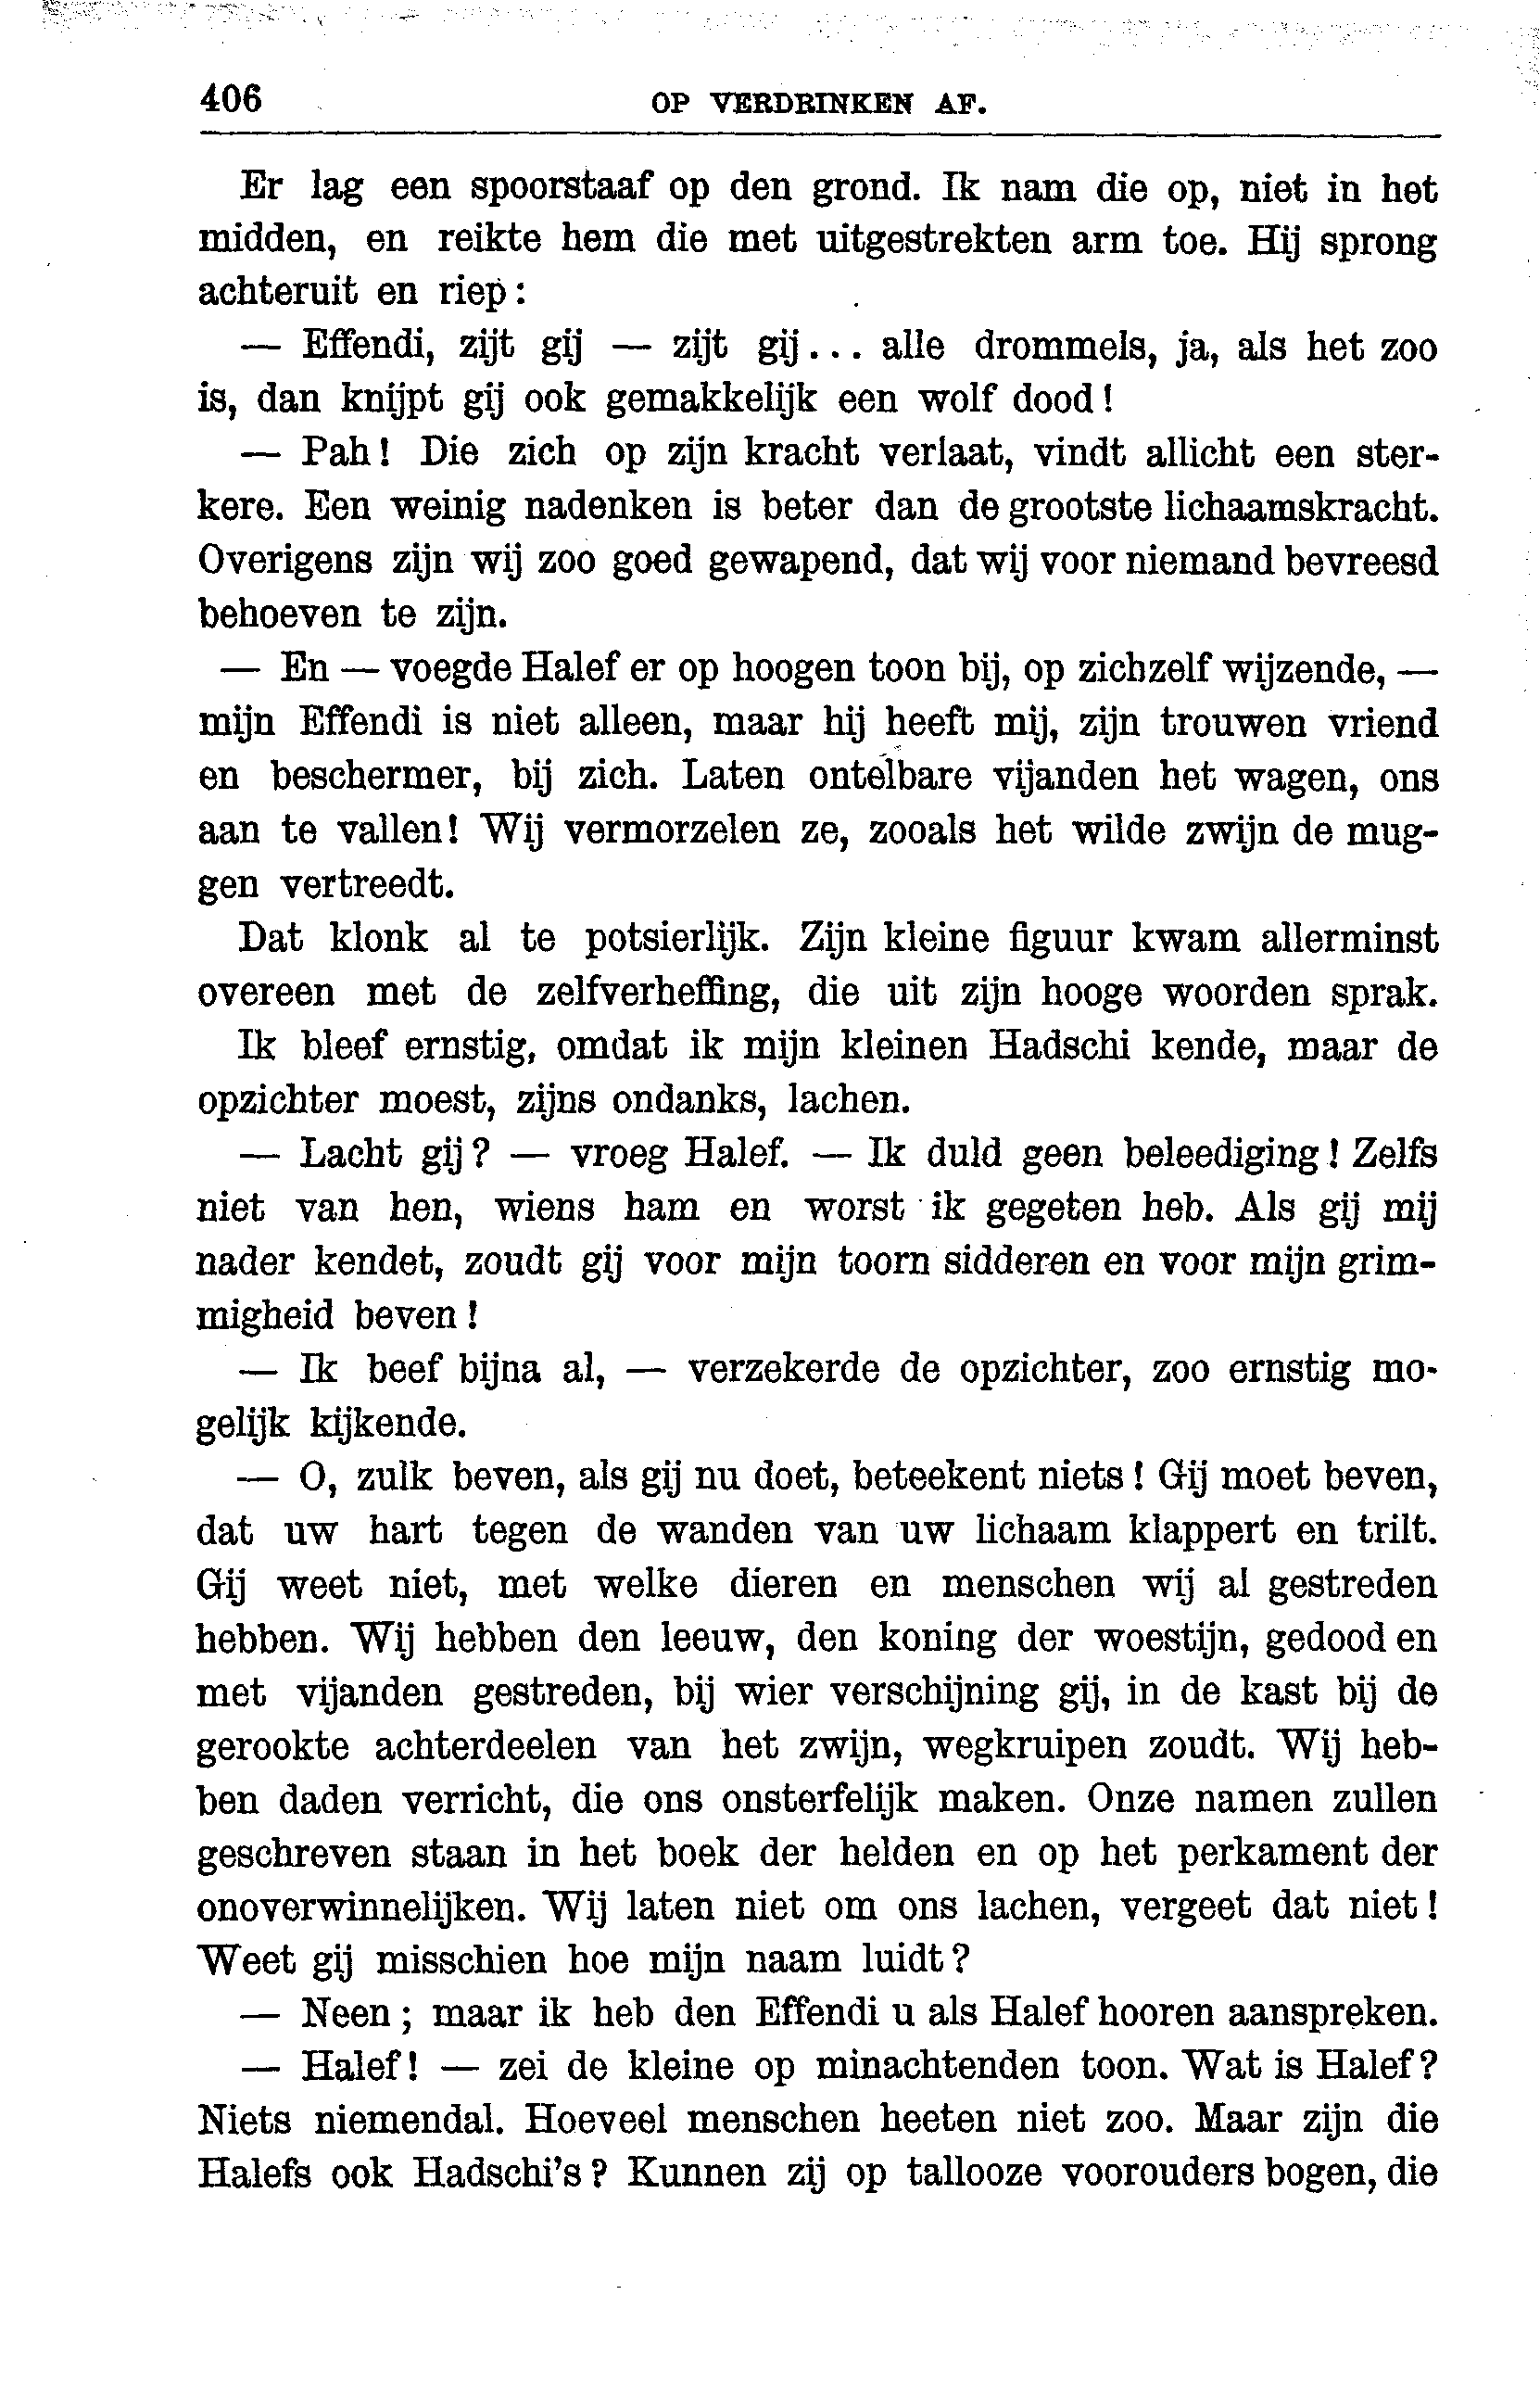 406 OP VERDRINKEN AF.
Er lag een spoorstaaf op den grond. Ik nam die op, niet in het
midden, en reikte hem die met uitgestrekten arm toe. Hij sprong
achteruit en riep:
— Effendi, zijt gij — zijt gij... alle drommels, ja, als het zoo
is, dan knijpt gij ook gemakkelijk een wolf dood!
— Pah! Die zich op zijn kracht verlaat, vindt allicht een ster-
kere. Een weinig nadenken is beter dan de grootste lichaamskracht.
Overigens zijn wij zoo goed gewapend, dat wij voor niemand bevreesd
behoeven te zijn.
— En — voegde Halef er op hoogen toon bij, op zichzelf wijzende, —
mijn Effendi is niet alleen, maar hij heeft mij, zijn trouwen vriend
en beschermer, bij zich. Laten ontelbare vijanden het wagen, ons
aan te vallen! Wij vermorzelen ze, zooals het wilde zwijn de mug-
gen vertreedt.
Dat klonk al te potsierlijk. Zijn kleine figuur kwam allerminst
overeen met de zelfverheffing, die uit zijn hooge woorden sprak.
Ik bleef ernstig, omdat ik mijn kleinen Hadschi kende, maar de
opzichter moest, zijns ondanks, lachen.
— Lacht gij? — vroeg Halef. — Ik duld geen beleediging! Zelfs
niet van hen, wiens ham en worst ik gegeten heb. Als gij mij
nader kendet, zoudt gij voor mijn toorn sidderen en voor mijn grim-
migheid beven!
— Ik beef bijna al, — verzekerde de opzichter, zoo ernstig mo-
gelijk kijkende.
— O, zulk beven, als gij nu doet, beteekent niets! Gij moet beven,
dat uw hart tegen de wanden van uw lichaam klappert en trilt.
Gij weet niet, met welke dieren en menschen wij al gestreden
hebben. Wij hebben den leeuw, den koning der woestijn, gedood en
met vijanden gestreden, bij wier verschijning gij, in de kast bij de
gerookte achterdeelen van het zwijn, wegkruipen zoudt. Wij heb-
ben daden verricht, die ons onsterfelijk maken. Onze namen zullen
geschreven staan in het boek der helden en op het perkament der
onoverwinnelijken. Wij laten niet om ons lachen, vergeet dat niet!
Weet gij misschien hoe mijn naam luidt?
— Neen; maar ik heb den Effendi u als Halef hooren aanspreken.
— Halef! — zei de kleine op minachtenden toon. Wat is Halef?
Niets niemendal. Hoeveel menschen heeten niet zoo. Maar zijn die
Halefs ook Hadschi's? Kunnen zij op tallooze voorouders bogen, die